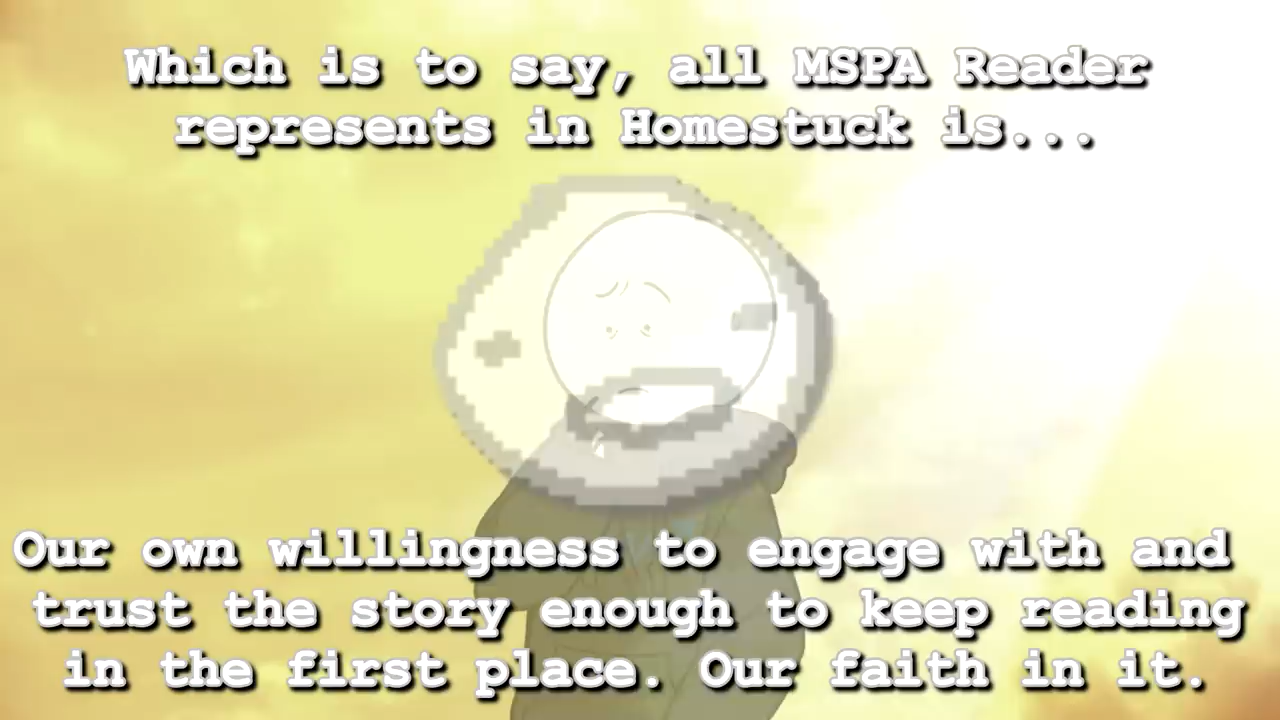 Which is to say, all MSPA Reader
represents in Homestuck is...
Our own willingness to engage with and
trust the story enough to keep reading
in the first place. Our faith in it.